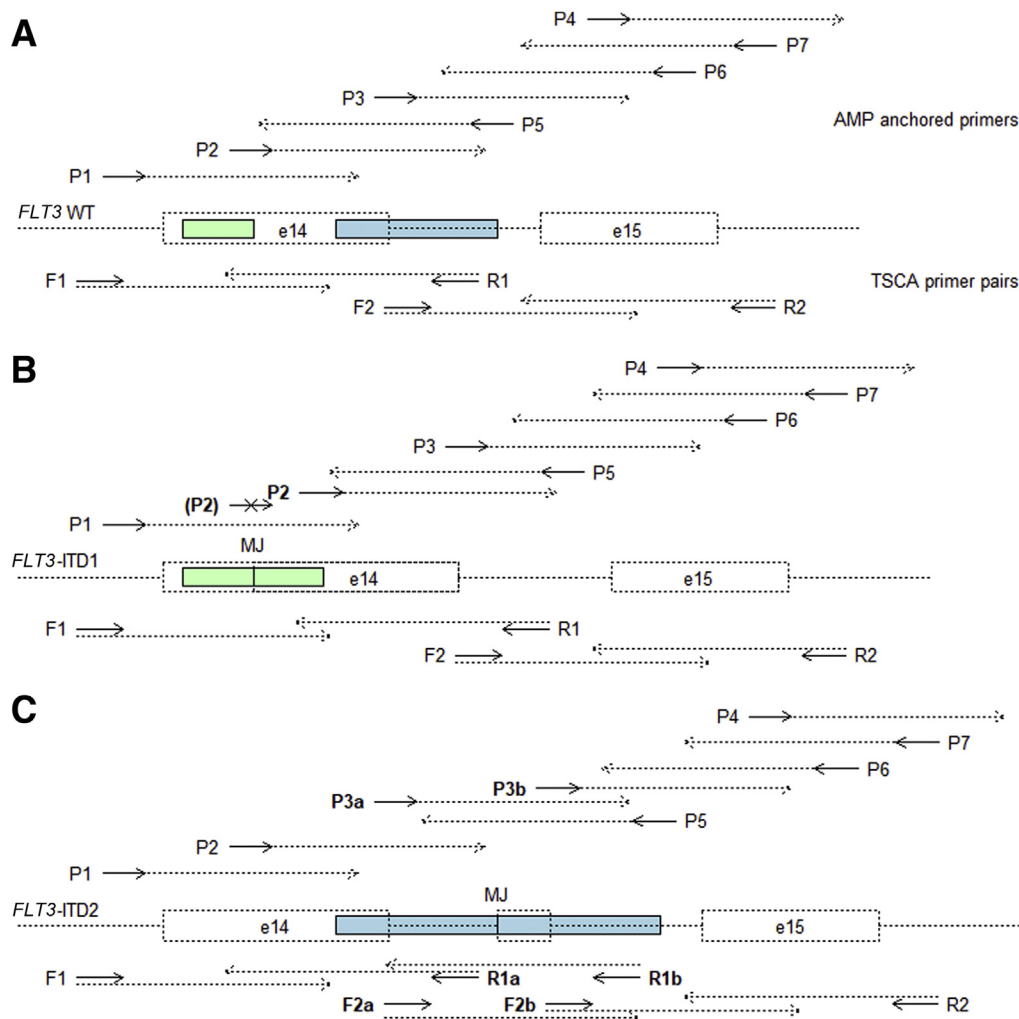 A
P4
P7
P6
P3
AMP anchored primers
P5
P2
P1
FLT3 WT
e14
e15
F1
R1
TSCA primer pairs
F2
R2
B
P4
P7
P6
P3
P5
(P2)
P2
P1
MJ
FLT3-ITD1
e14
e15
F1
R1
F2
R2
C
P4
P7
P6
P3a
P3b
P5
P2
P1
MJ
FLT3-ITD2
e14
e15
F1
R1a
R1b
F2a
F2b
R2